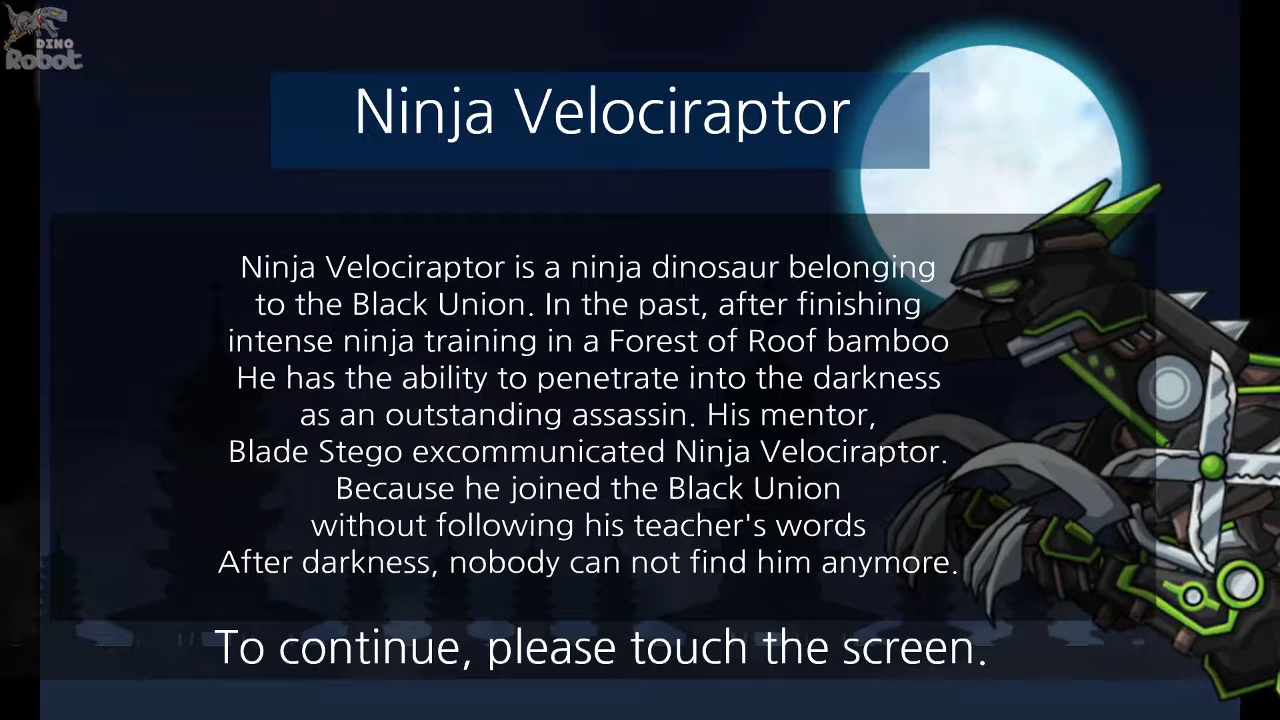 DINO
Robot
Ninja Velociraptor
Ninja Velociraptor is a ninja dinosaur belonging
to the Black Union. In the past, after finishing
intense ninja training in a Forest of Roof bamboo
He has the ability to penetrate into the darkness
as an outstanding assassin. His mentor,
Blade Stego excommunicated Ninja Velociraptor.
Because he joined the Black Union
without following his teacher's words
After darkness, nobody can not find him anymore.
To continue, please touch the screen.